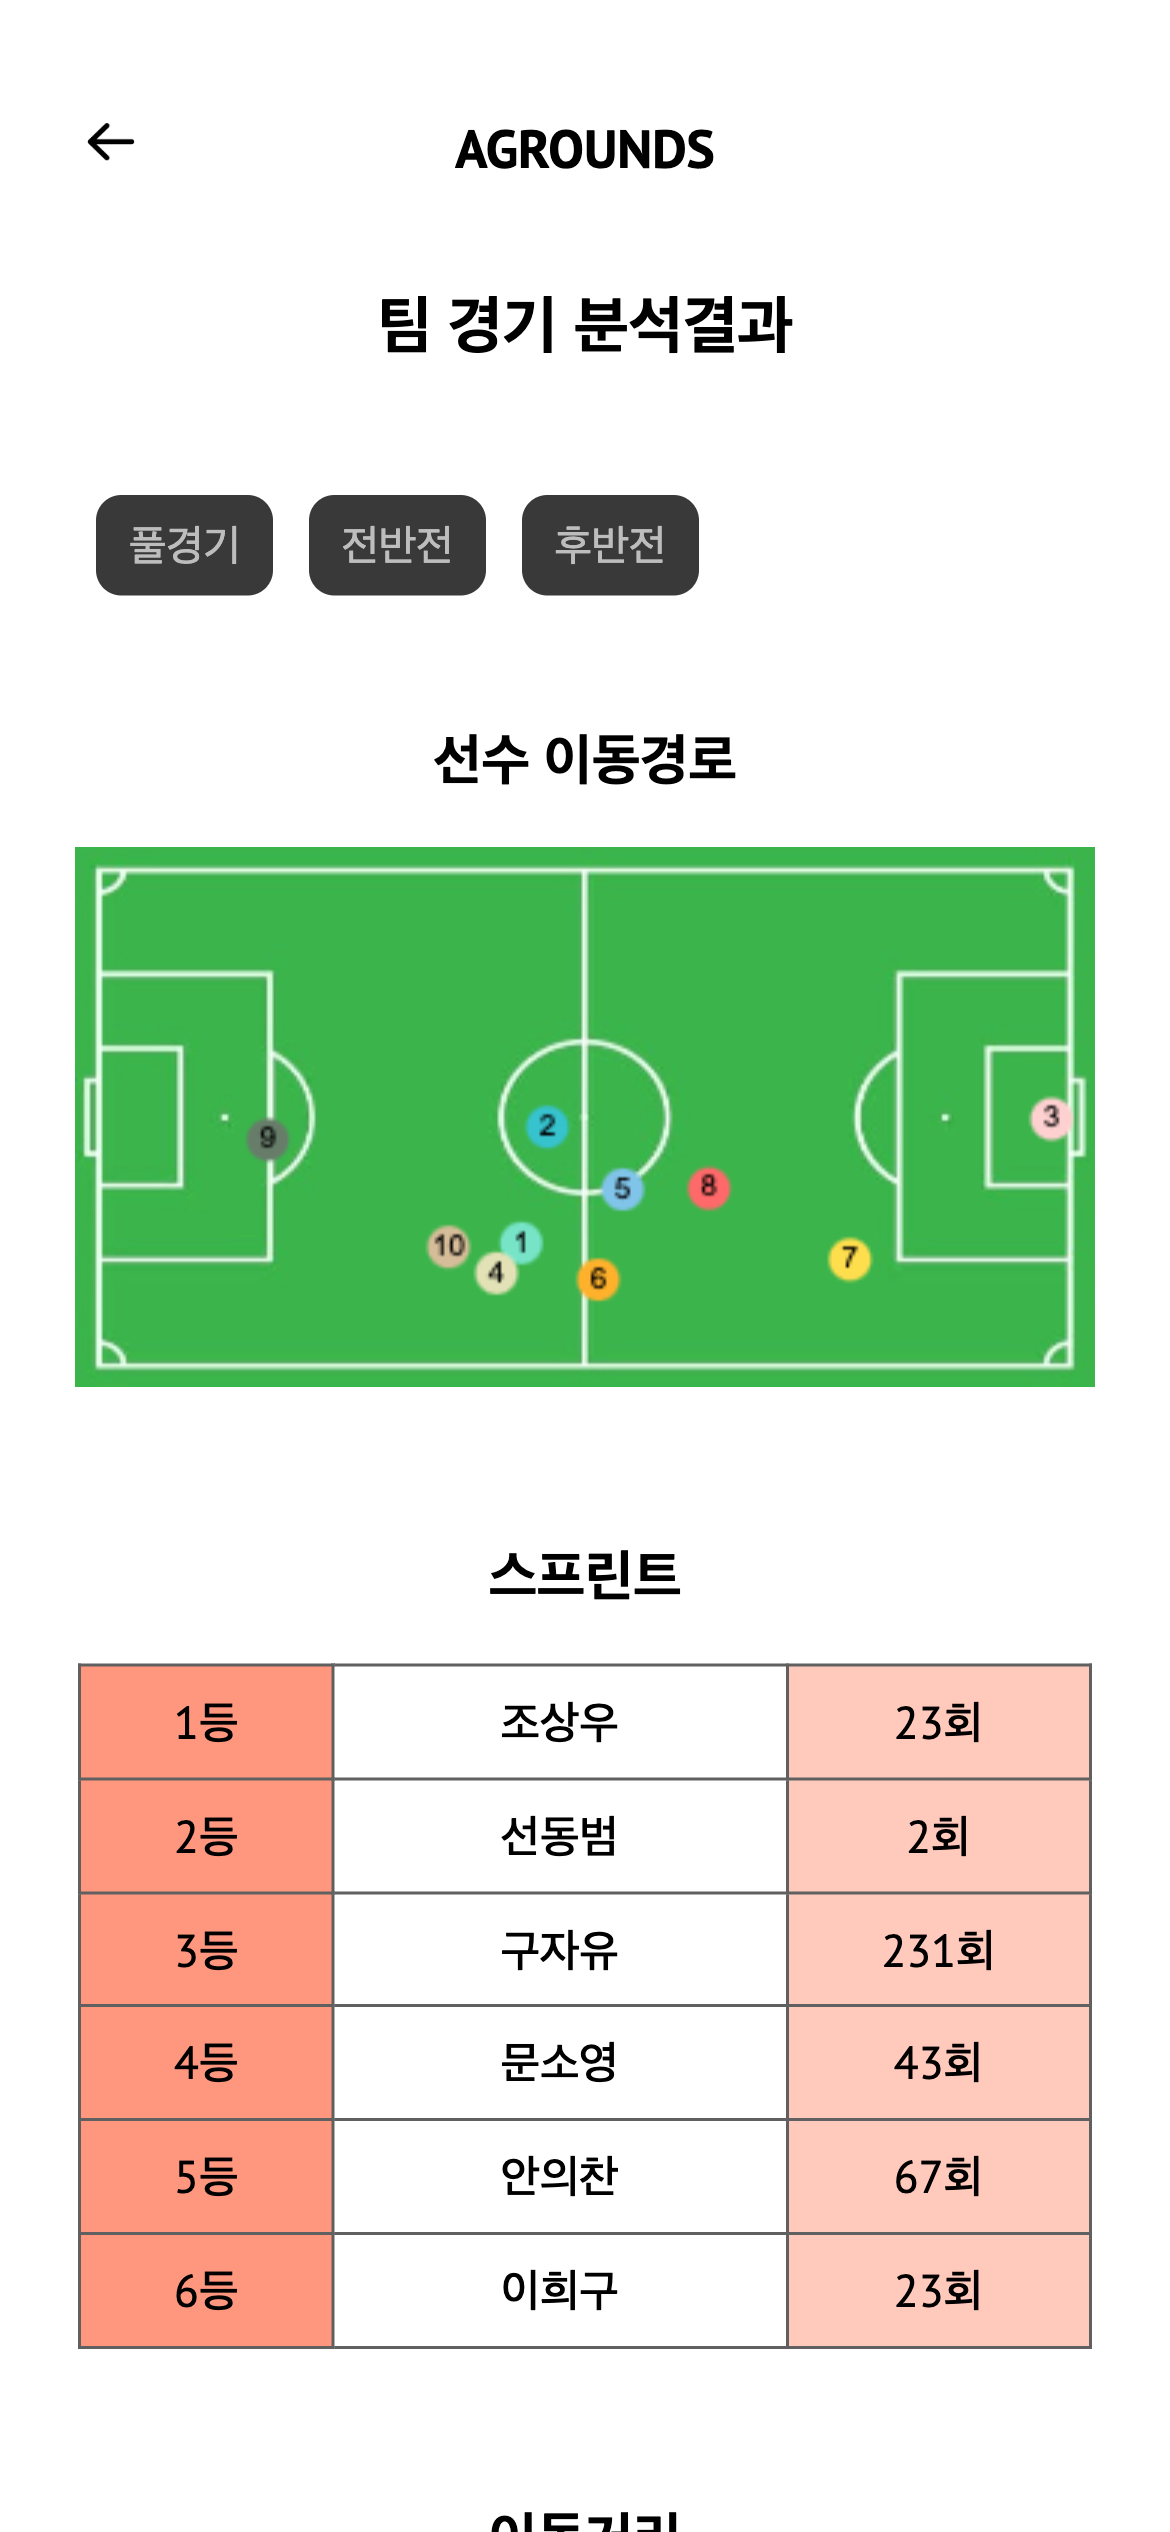 AGROUNDS
팀 경기 분석결과
풀경기 전반전 후반전
선수 이동경로
2
3
9
5 8
10 1
4 6 7
스프린트
1등 조상우 23회
2등 선동범 2회
3등 구자유 231회
4등 문소영 43회
5등 안의찬 67회
6등 이희구 23회